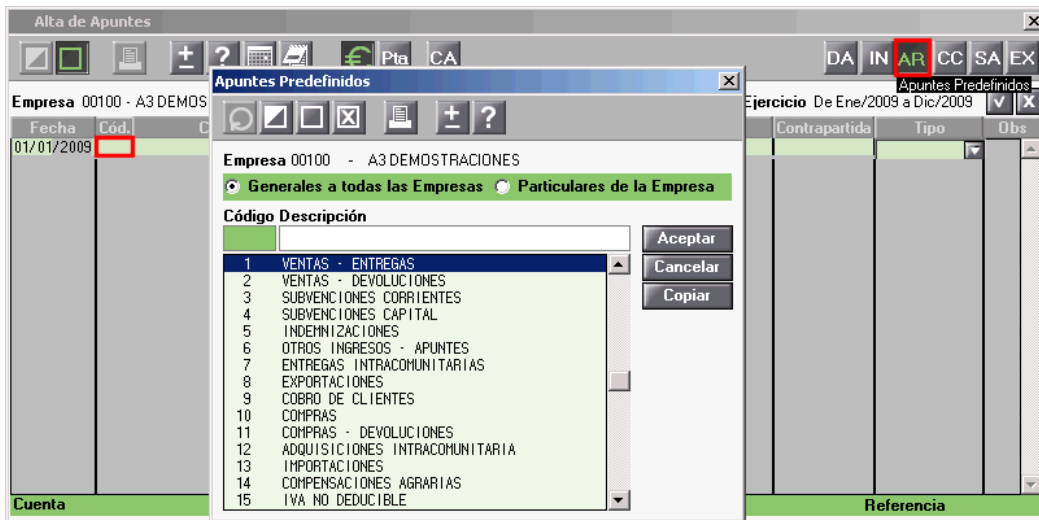 Alta de Apuntes
± ? € Pta CA DA IN AR CC SA EX
Apuntes Predefinidos
Apuntes Predefinidos
Empresa 00100 - A3 DEMOS
Ejercicio De Ene/2009 a Dic/2009
Fecha Cód. C Contrapartida Tipo Obs
01/01/2009
± ?
Empresa 00100 - A3 DEMOSTRACIONES
Generales a todas las Empresas Particulares de la Empresa
Código Descripción
Aceptar
Cancelar
Copiar
1 VENTAS - ENTREGAS
2 VENTAS - DEVOLUCIONES
3 SUBVENCIONES CORRIENTES
4 SUBVENCIONES CAPITAL
5 INDEMNIZACIONES
6 OTROS INGRESOS - APUNTES
7 ENTREGAS INTRACOMUNITARIAS
8 EXPORTACIONES
9 COBRO DE CLIENTES
10 COMPRAS
11 COMPRAS - DEVOLUCIONES
12 ADQUISICIONES INTRACOMUNITARIA
13 IMPORTACIONES
14 COMPENSACIONES AGRARIAS
15 IVA NO DEDUCIBLE
Cuenta Referencia